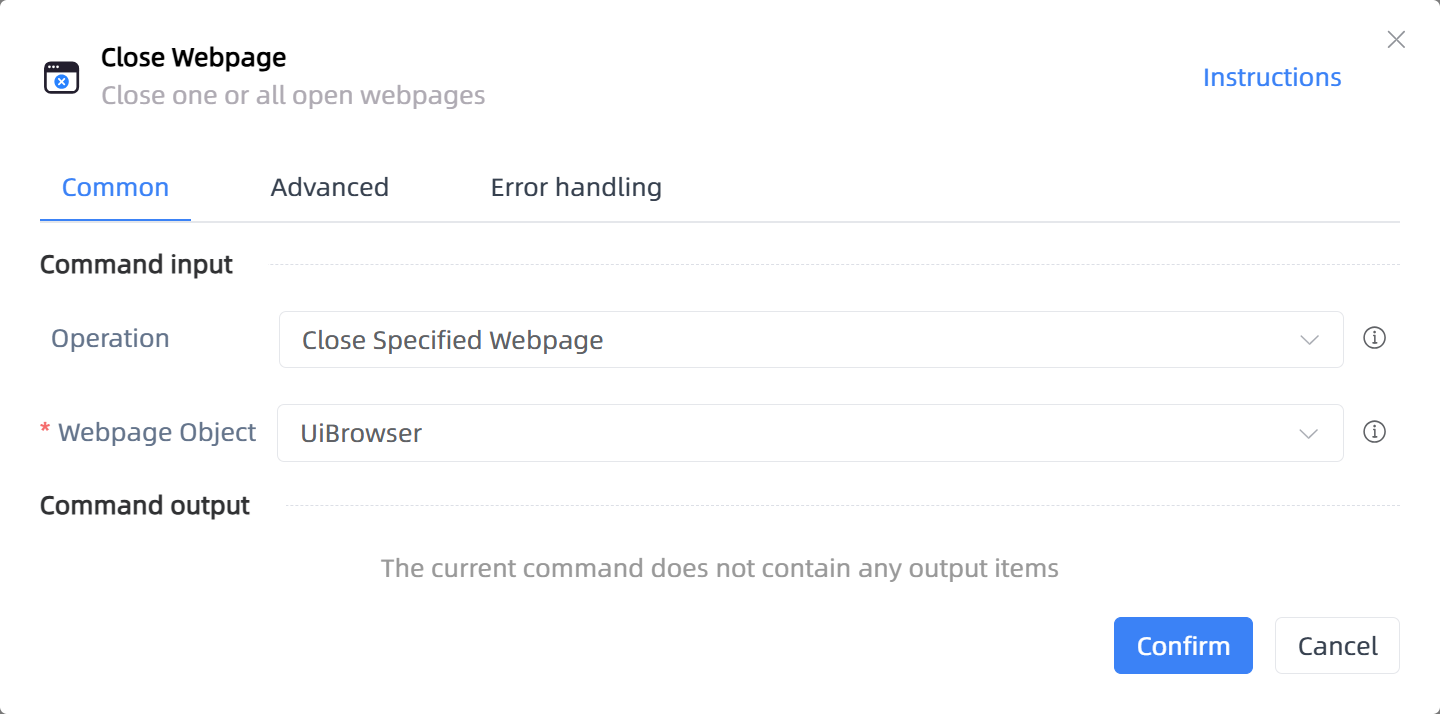 Close Webpage
Close one or all open webpages
Instructions
Common
Advanced
Error handling
Command input
Operation
Close Specified Webpage
* Webpage Object
UiBrowser
Command output
The current command does not contain any output items
Confirm
Cancel